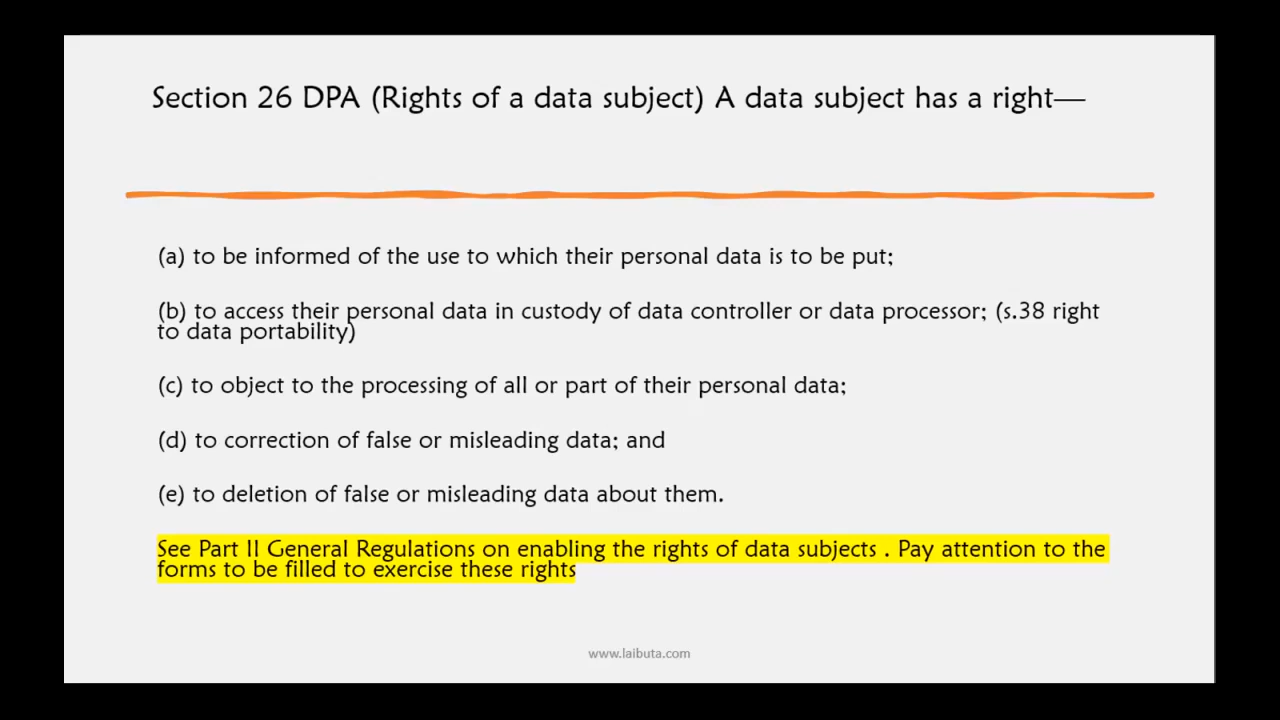 Section 26 DPA (Rights of a data subject) A data subject has a right—
(a) to be informed of the use to which their personal data is to be put;
(b) to access their personal data in custody of data controller or data processor; (s.38 right
to data portability)
(c) to object to the processing of all or part of their personal data;
(d) to correction of false or misleading data; and
(e) to deletion of false or misleading data about them.
See Part II General Regulations on enabling the rights of data subjects . Pay attention to the
forms to be filled to exercise these rights
www.laibuta.com